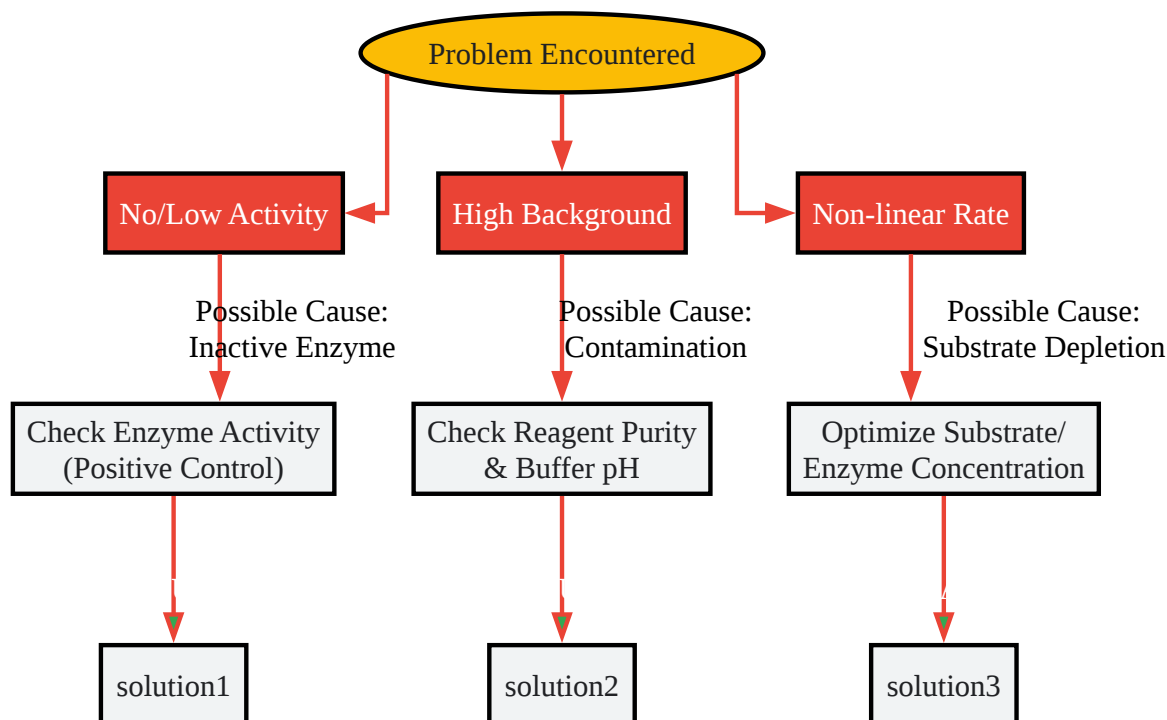 Problem Encountered
No/Low Activity
High Background
Non-linear Rate
Possible Cause:
Inactive Enzyme
Possible Cause:
Contamination
Possible Cause:
Substrate Depletion
Check Enzyme Activity
(Positive Control)
Check Reagent Purity
& Buffer pH
Optimize Substrate/
Enzyme Concentration
solution1
solution2
solution3